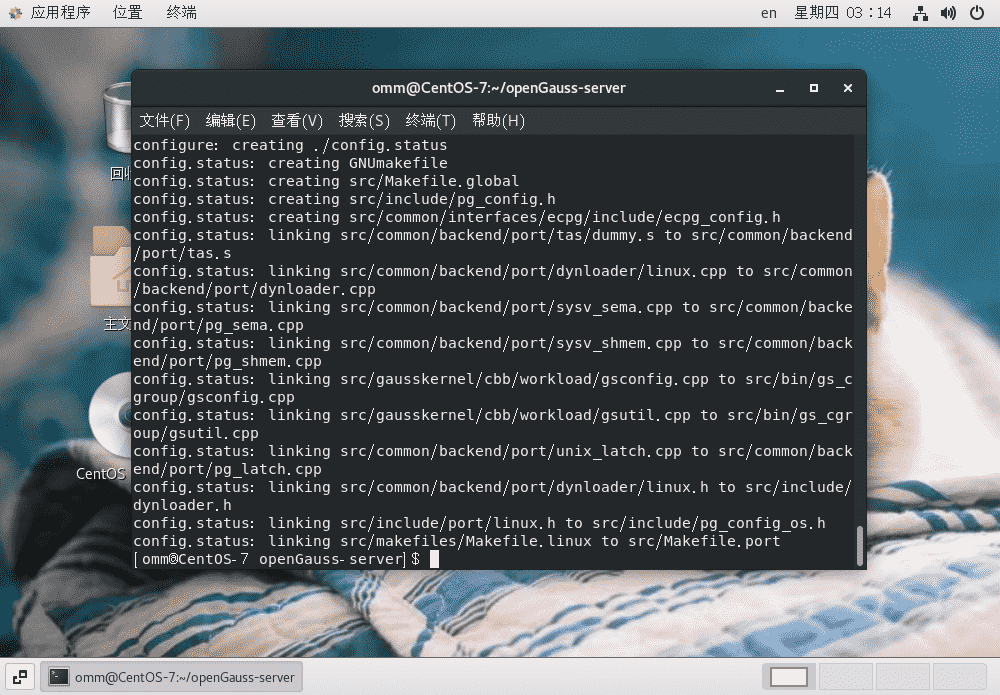 应用程序 位置 终端 en 星期四 03:14
omm@CentOS-7:~/openGauss-server
文件(F) 编辑(E) 查看(V) 搜索(S) 终端(T) 帮助(H)
configure: creating ./config.status
config.status: creating GNUmakefile
config.status: creating src/Makefile.global
config.status: creating src/include/pg_config.h
config.status: creating src/common/interfaces/ecpg/include/ecpg_config.h
config.status: linking src/common/backend/port/tas/dummy.s to src/common/backend
/port/tas.s
config.status: linking src/common/backend/port/dynloader/linux.cpp to src/common
/backend/port/dynloader.cpp
config.status: linking src/common/backend/port/sysv_sema.cpp to src/common/backe
nd/port/pg_sema.cpp
config.status: linking src/common/backend/port/sysv_shmem.cpp to src/common/back
end/port/pg_shmem.cpp
config.status: linking src/gausskernel/cbb/workload/gsconfig.cpp to src/bin/gs_c
group/gsconfig.cpp
config.status: linking src/gausskernel/cbb/workload/gsutil.cpp to src/bin/gs_cgr
oup/gsutil.cpp
config.status: linking src/common/backend/port/unix_latch.cpp to src/common/back
end/port/pg_latch.cpp
config.status: linking src/common/backend/port/dynloader/linux.h to src/include/
dynloader.h
config.status: linking src/include/port/linux.h to src/include/pg_config_os.h
config.status: linking src/makefiles/Makefile.linux to src/Makefile.port
[omm@CentOS-7 openGauss-server]$
回
主文
CentOS
omm@CentOS-7:~/openGauss-server